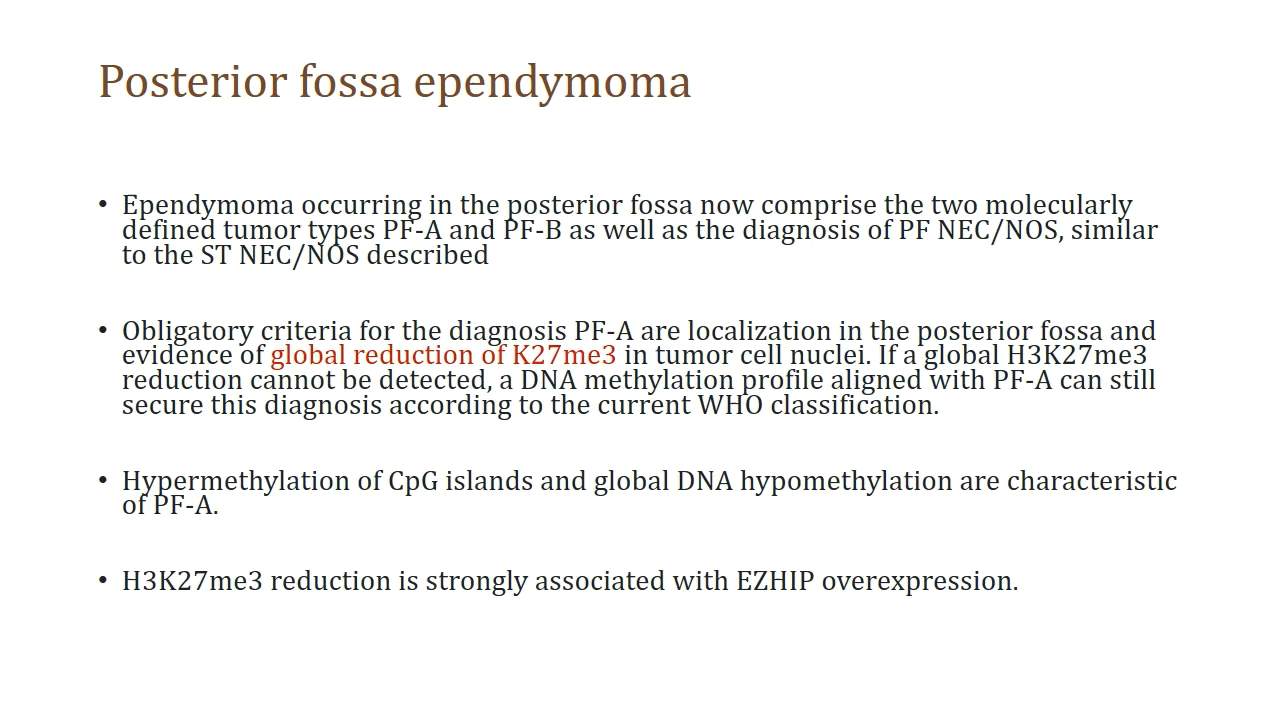 Posterior fossa ependymoma
• Ependymoma occurring in the posterior fossa now comprise the two molecularly
defined tumor types PF-A and PF-B as well as the diagnosis of PF NEC/NOS, similar
to the ST NEC/NOS described
• Obligatory criteria for the diagnosis PF-A are localization in the posterior fossa and
evidence of global reduction of K27me3 in tumor cell nuclei. If a global H3K27me3
reduction cannot be detected, a DNA methylation profile aligned with PF-A can still
secure this diagnosis according to the current WHO classification.
• Hypermethylation of CpG islands and global DNA hypomethylation are characteristic
of PF-A.
• H3K27me3 reduction is strongly associated with EZHIP overexpression.